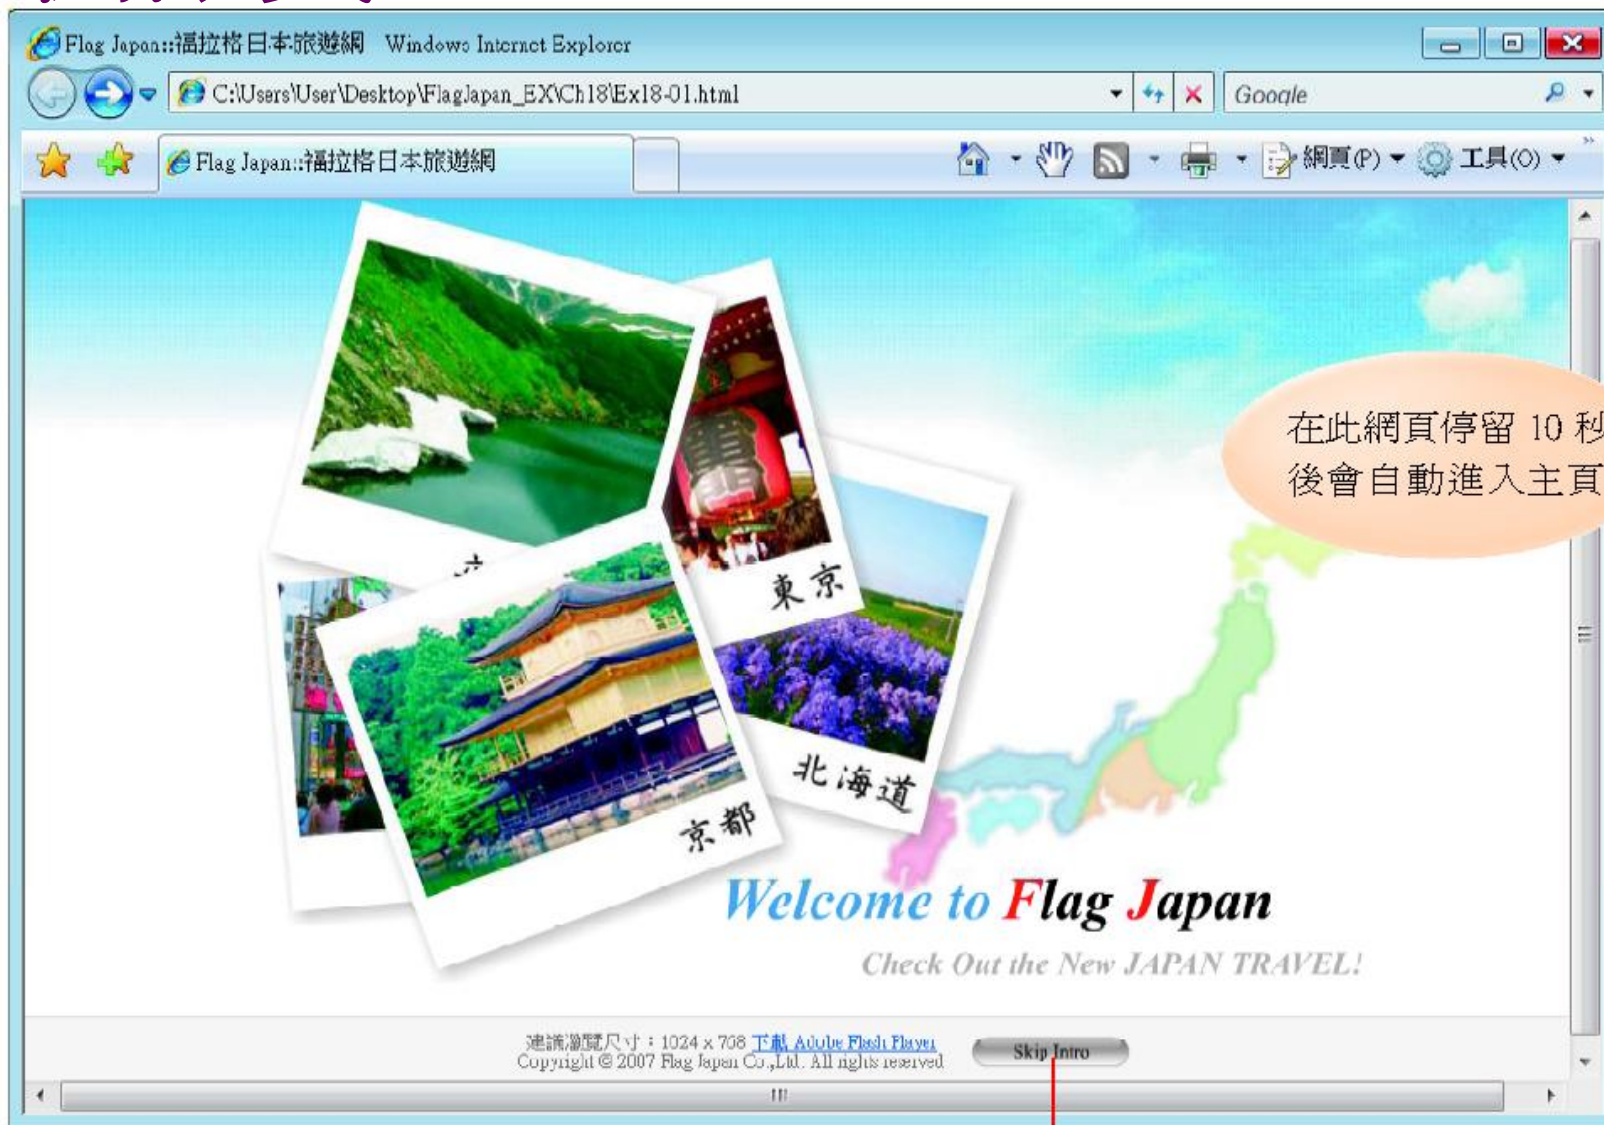 Flag Japan::福拉格日本旅遊網 Windows Internet Explorer
C:\Users\User\Desktop\FlagJapan_EX\Ch18\Ex18-01.html
Google
Flag Japan::福拉格日本旅遊網
網頁(P)
工具(O)
在此網頁停留 10 秒
後會自動進入主頁
東京
北海道
京都
Welcome to Flag Japan
Check Out the New JAPAN TRAVEL!
建議瀏覽尺寸：1024 x 768 下載 Adobe Flash Player
Copyright © 2007 Flag Japan Co.,Ltd. All rights reserved
Skip Intro